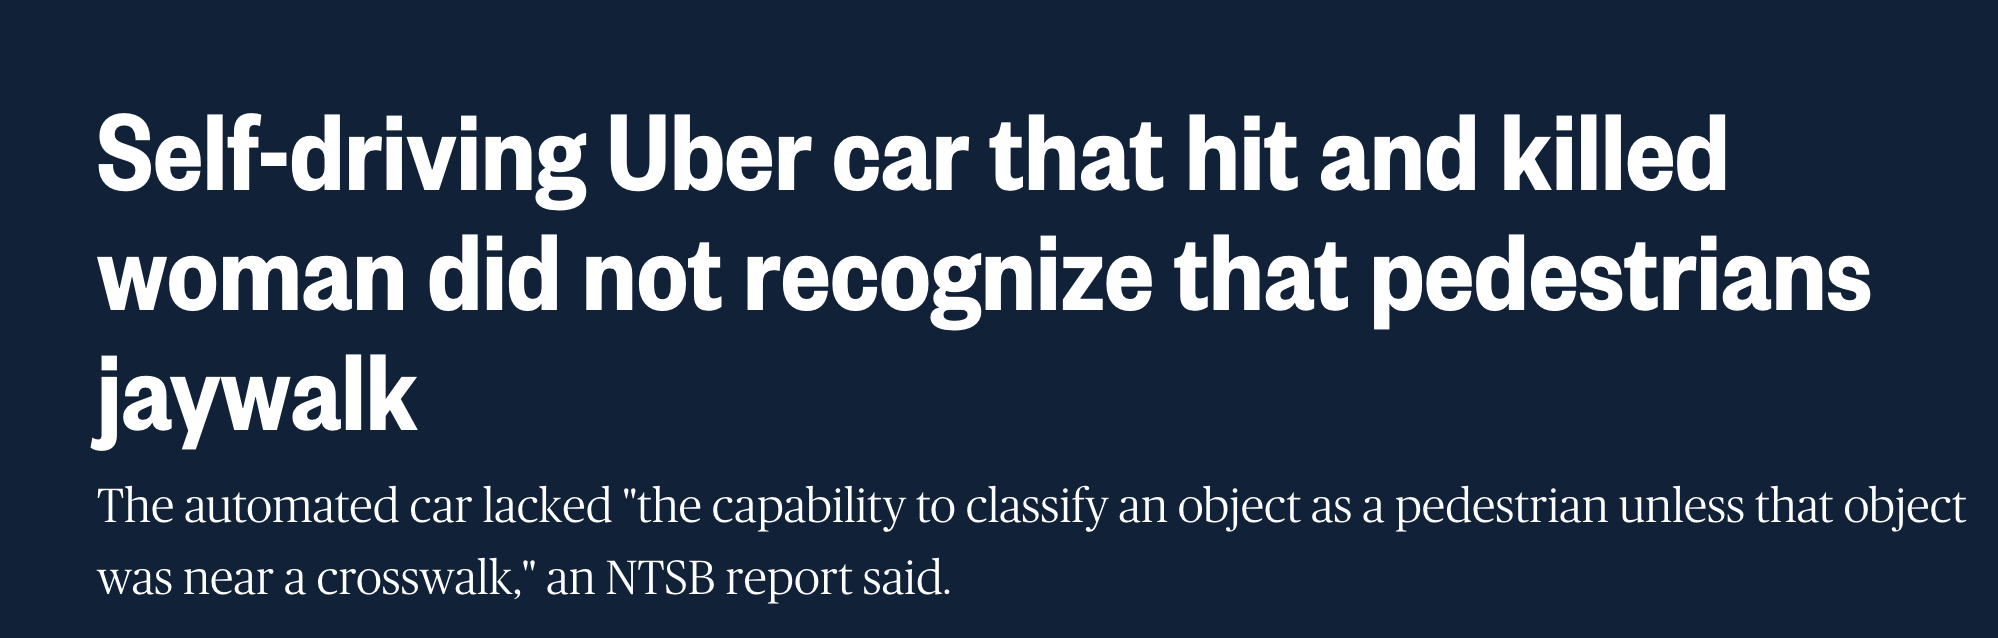 Self-driving Uber car that hit and killed
woman did not recognize that pedestrians
jaywalk
The automated car lacked "the capability to classify an object as a pedestrian unless that object
was near a crosswalk," an NTSB report said.